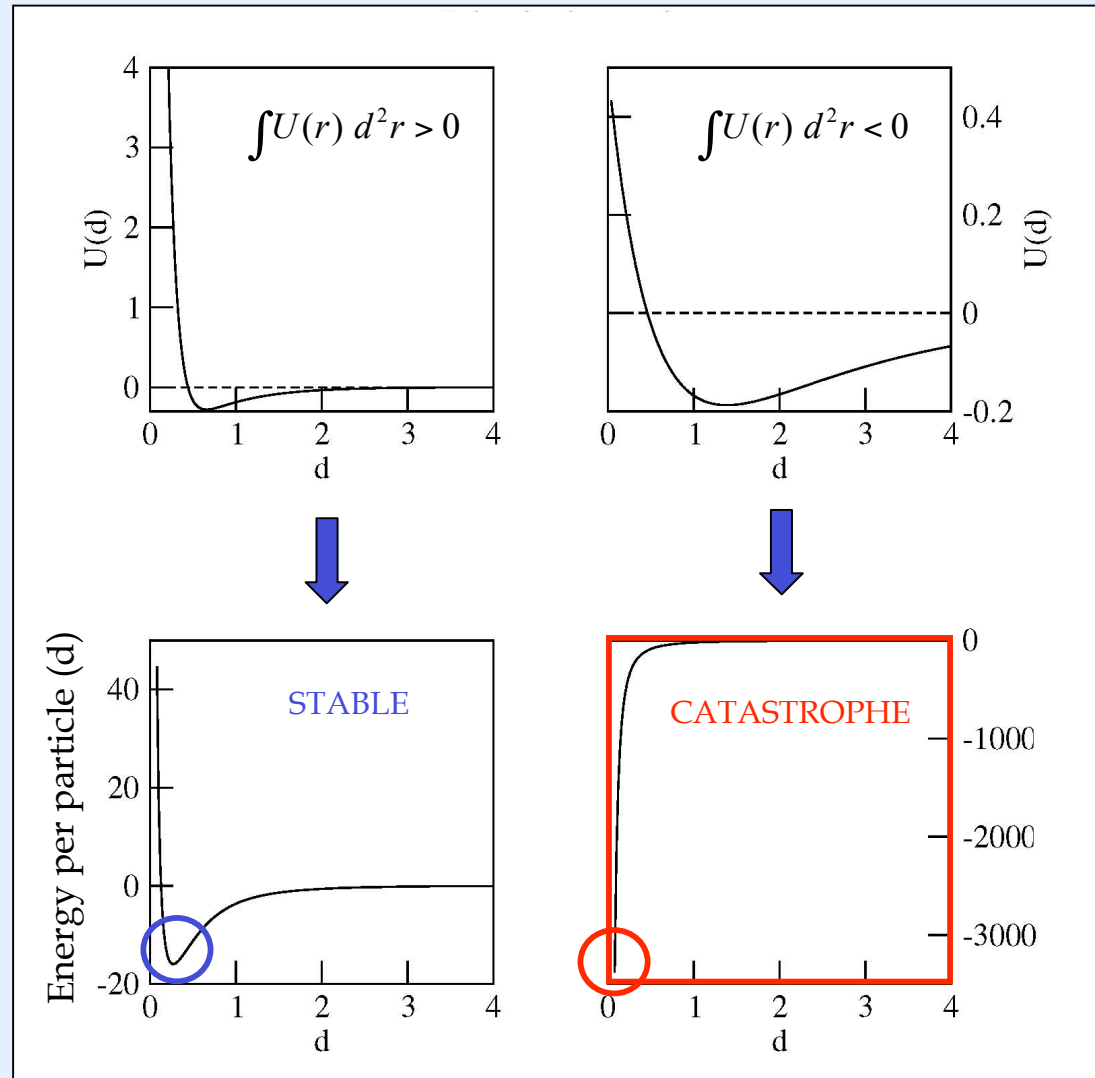 ∫U(r) d²r > 0
4
3
2
1
0
U(d)
0 1 2 3 4
d
∫U(r) d²r < 0
0.4
0.2
0
-0.2
U(d)
0 1 2 3 4
d
Energy per particle (d)
STABLE
40
20
0
-20
0 1 2 3 4
d
CATASTROPHE
0
-1000
-2000
-3000
0 1 2 3 4
d